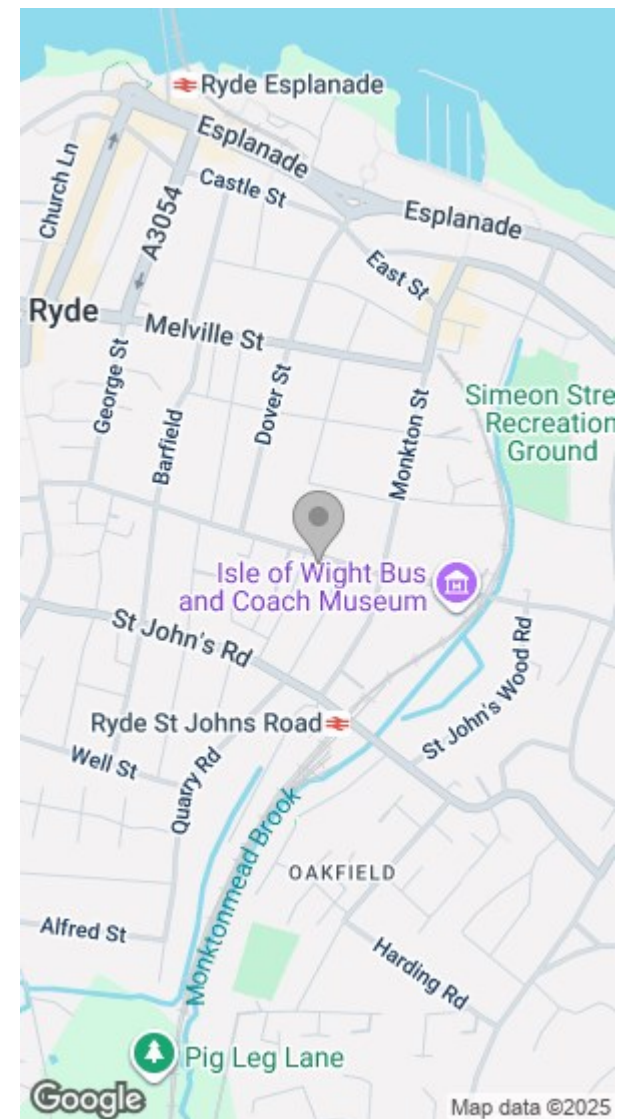 Ryde Esplanade
Esplanade
Church Ln
A3054
Castle St
Esplanade
East St
Ryde
Melville St
George St
Barfield
Dover St
Monkton St
Simeon Stre
Recreation
Ground
Isle of Wight Bus
and Coach Museum
St John's Rd
St John's Wood Rd
Ryde St Johns Road
Well St
Quarry Rd
Monktonmead Brook
OAKFIELD
Alfred St
Harding Rd
Pig Leg Lane
Google
Map data ©2025